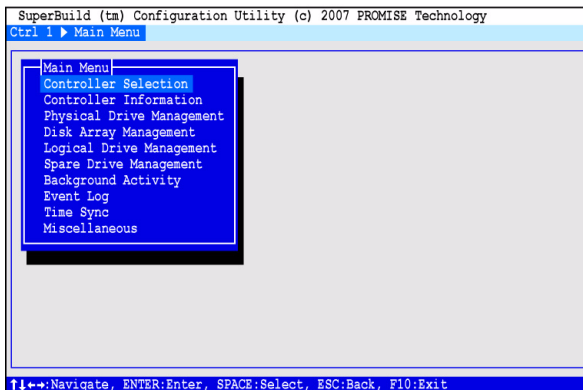 SuperBuild (tm) Configuration Utility (c) 2007 PROMISE Technology
Ctrl 1 ▶ Main Menu
Main Menu
Controller Selection
Controller Information
Physical Drive Management
Disk Array Management
Logical Drive Management
Spare Drive Management
Background Activity
Event Log
Time Sync
Miscellaneous
↑↓←→:Navigate, ENTER:Enter, SPACE:Select, ESC:Back, F10:Exit